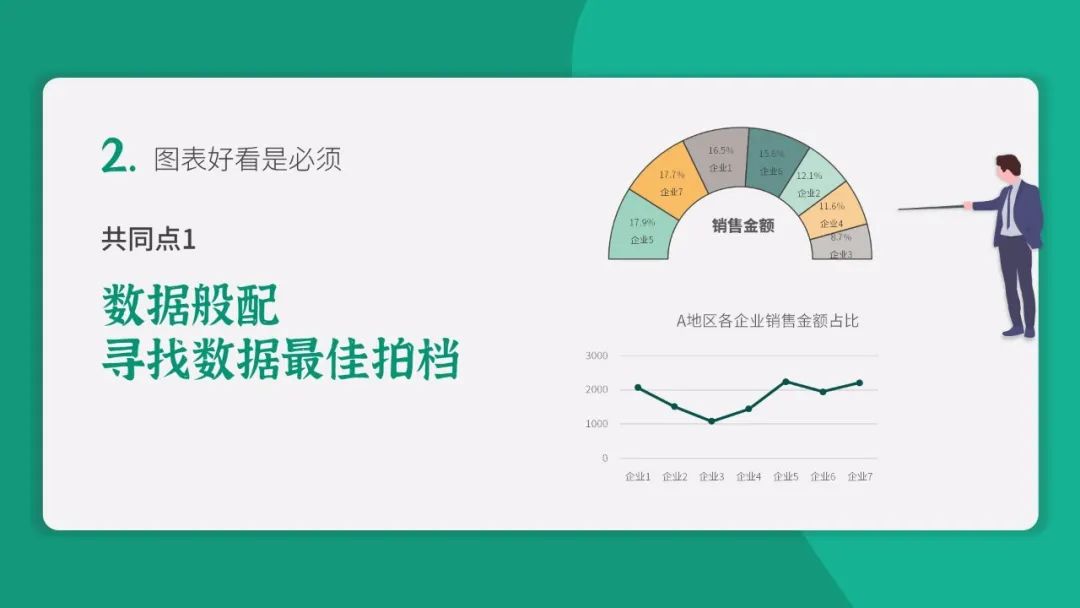 2. 图表好看是必须
共同点1
数据般配
寻找数据最佳拍档
16.5%
企业1
15.6%
企业6
17.7%
企业7
12.1%
企业2
11.6%
企业4
17.9%
企业5
8.7%
企业3
销售金额
A地区各企业销售金额占比
3000
2000
1000
0
企业1 企业2 企业3 企业4 企业5 企业6 企业7